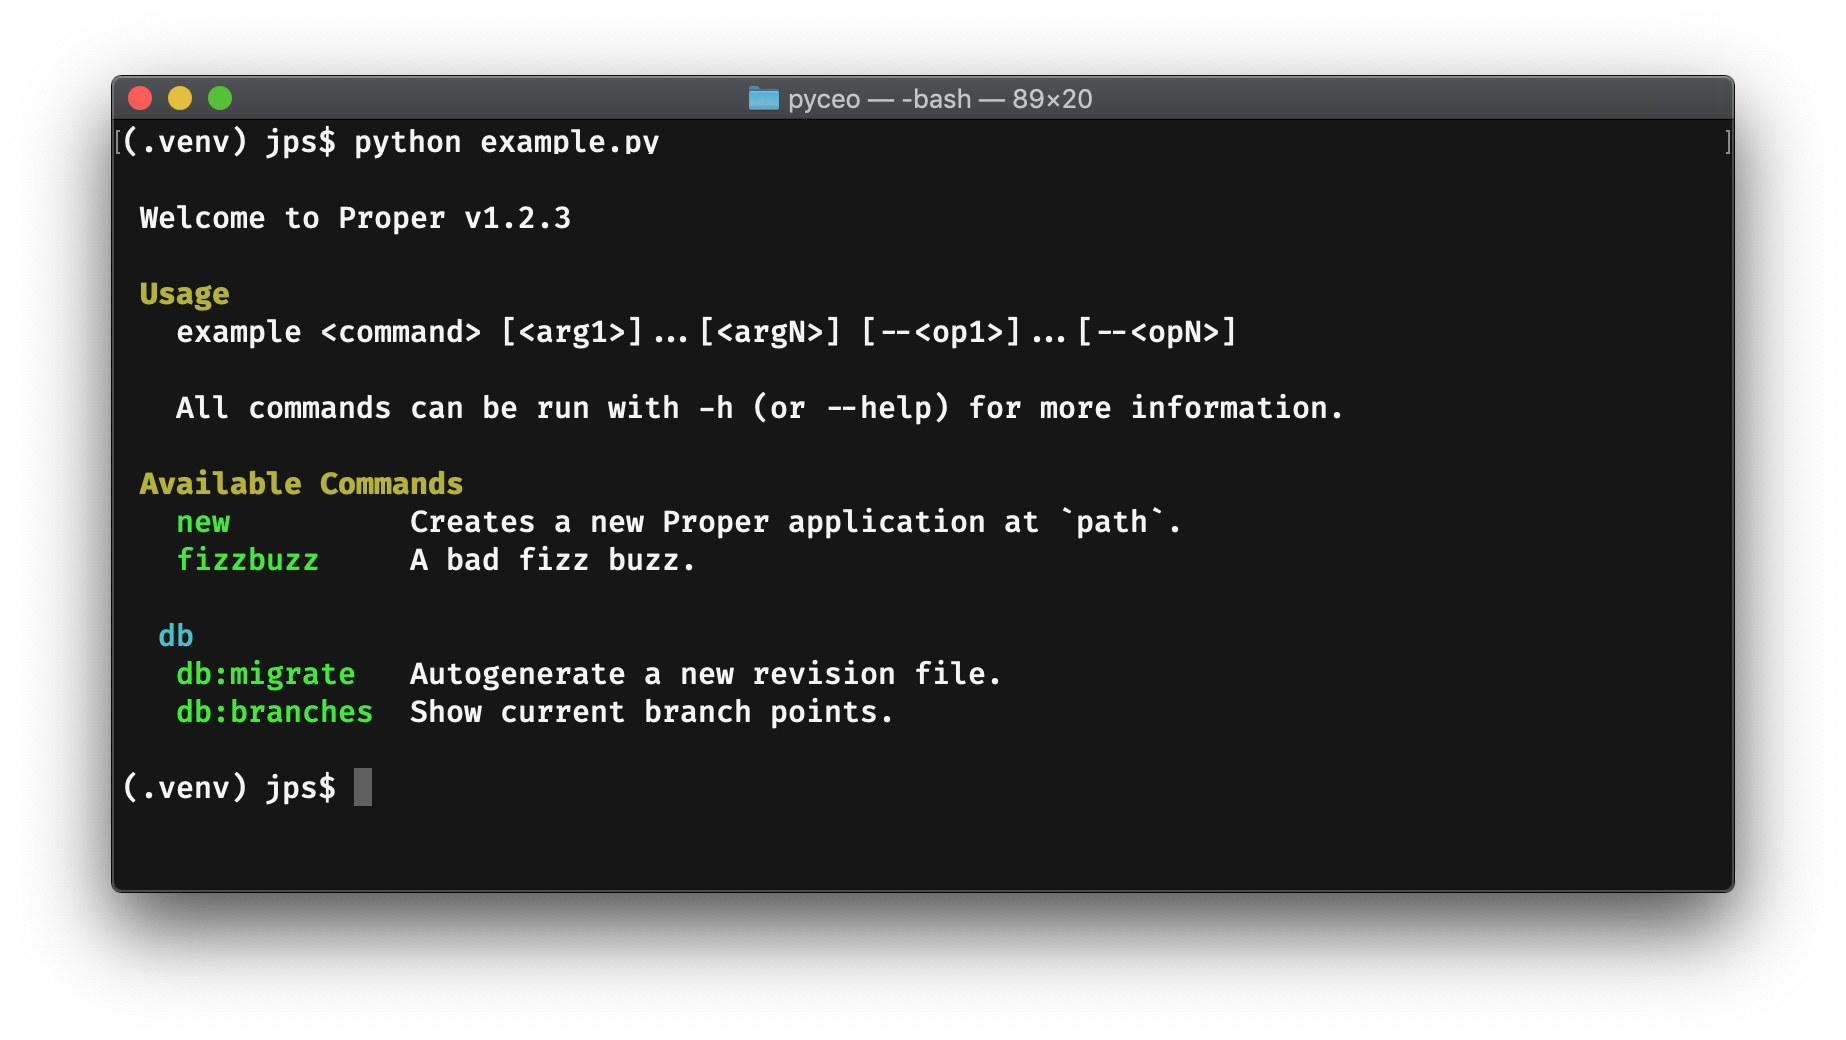 pyceo — -bash — 89×20
[(.venv) jps$ python example.py ]
Welcome to Proper v1.2.3
Usage
example <command> [<arg1>]...[<argN>] [--<op1>]...[--<opN>]
All commands can be run with -h (or --help) for more information.
Available Commands
new Creates a new Proper application at `path`.
fizzbuzz A bad fizz buzz.
db
db:migrate Autogenerate a new revision file.
db:branches Show current branch points.
(.venv) jps$